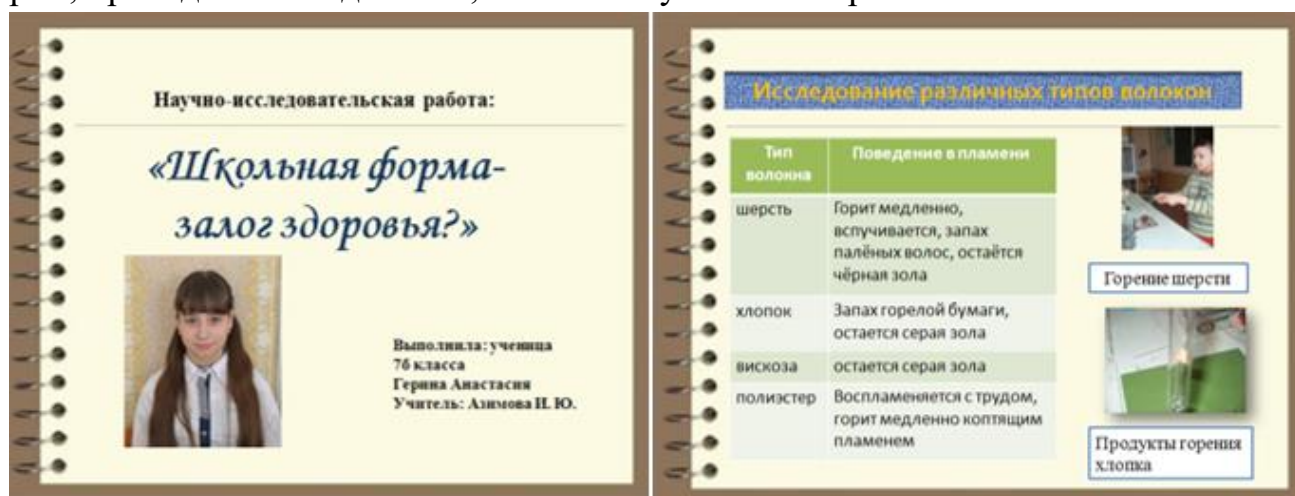 Научно-исследовательская работа:
«Школьная форма-
залог здоровья?»
Выполнила: ученица
7б класса
Герина Анастасия
Учитель: Азимова И. Ю.
Исследование различных типов волокон
Тип
волокна
Поведение в пламени
шерсть
Горит медленно,
вспучивается, запах
палёных волос, остаётся
чёрная зола
хлопок
Запах горелой бумаги,
остается серая зола
вискоза
остается серая зола
полиэстер
Воспламеняется с трудом,
горит медленно коптящим
пламенем
Горение шерсти
Продукты горения
хлопка